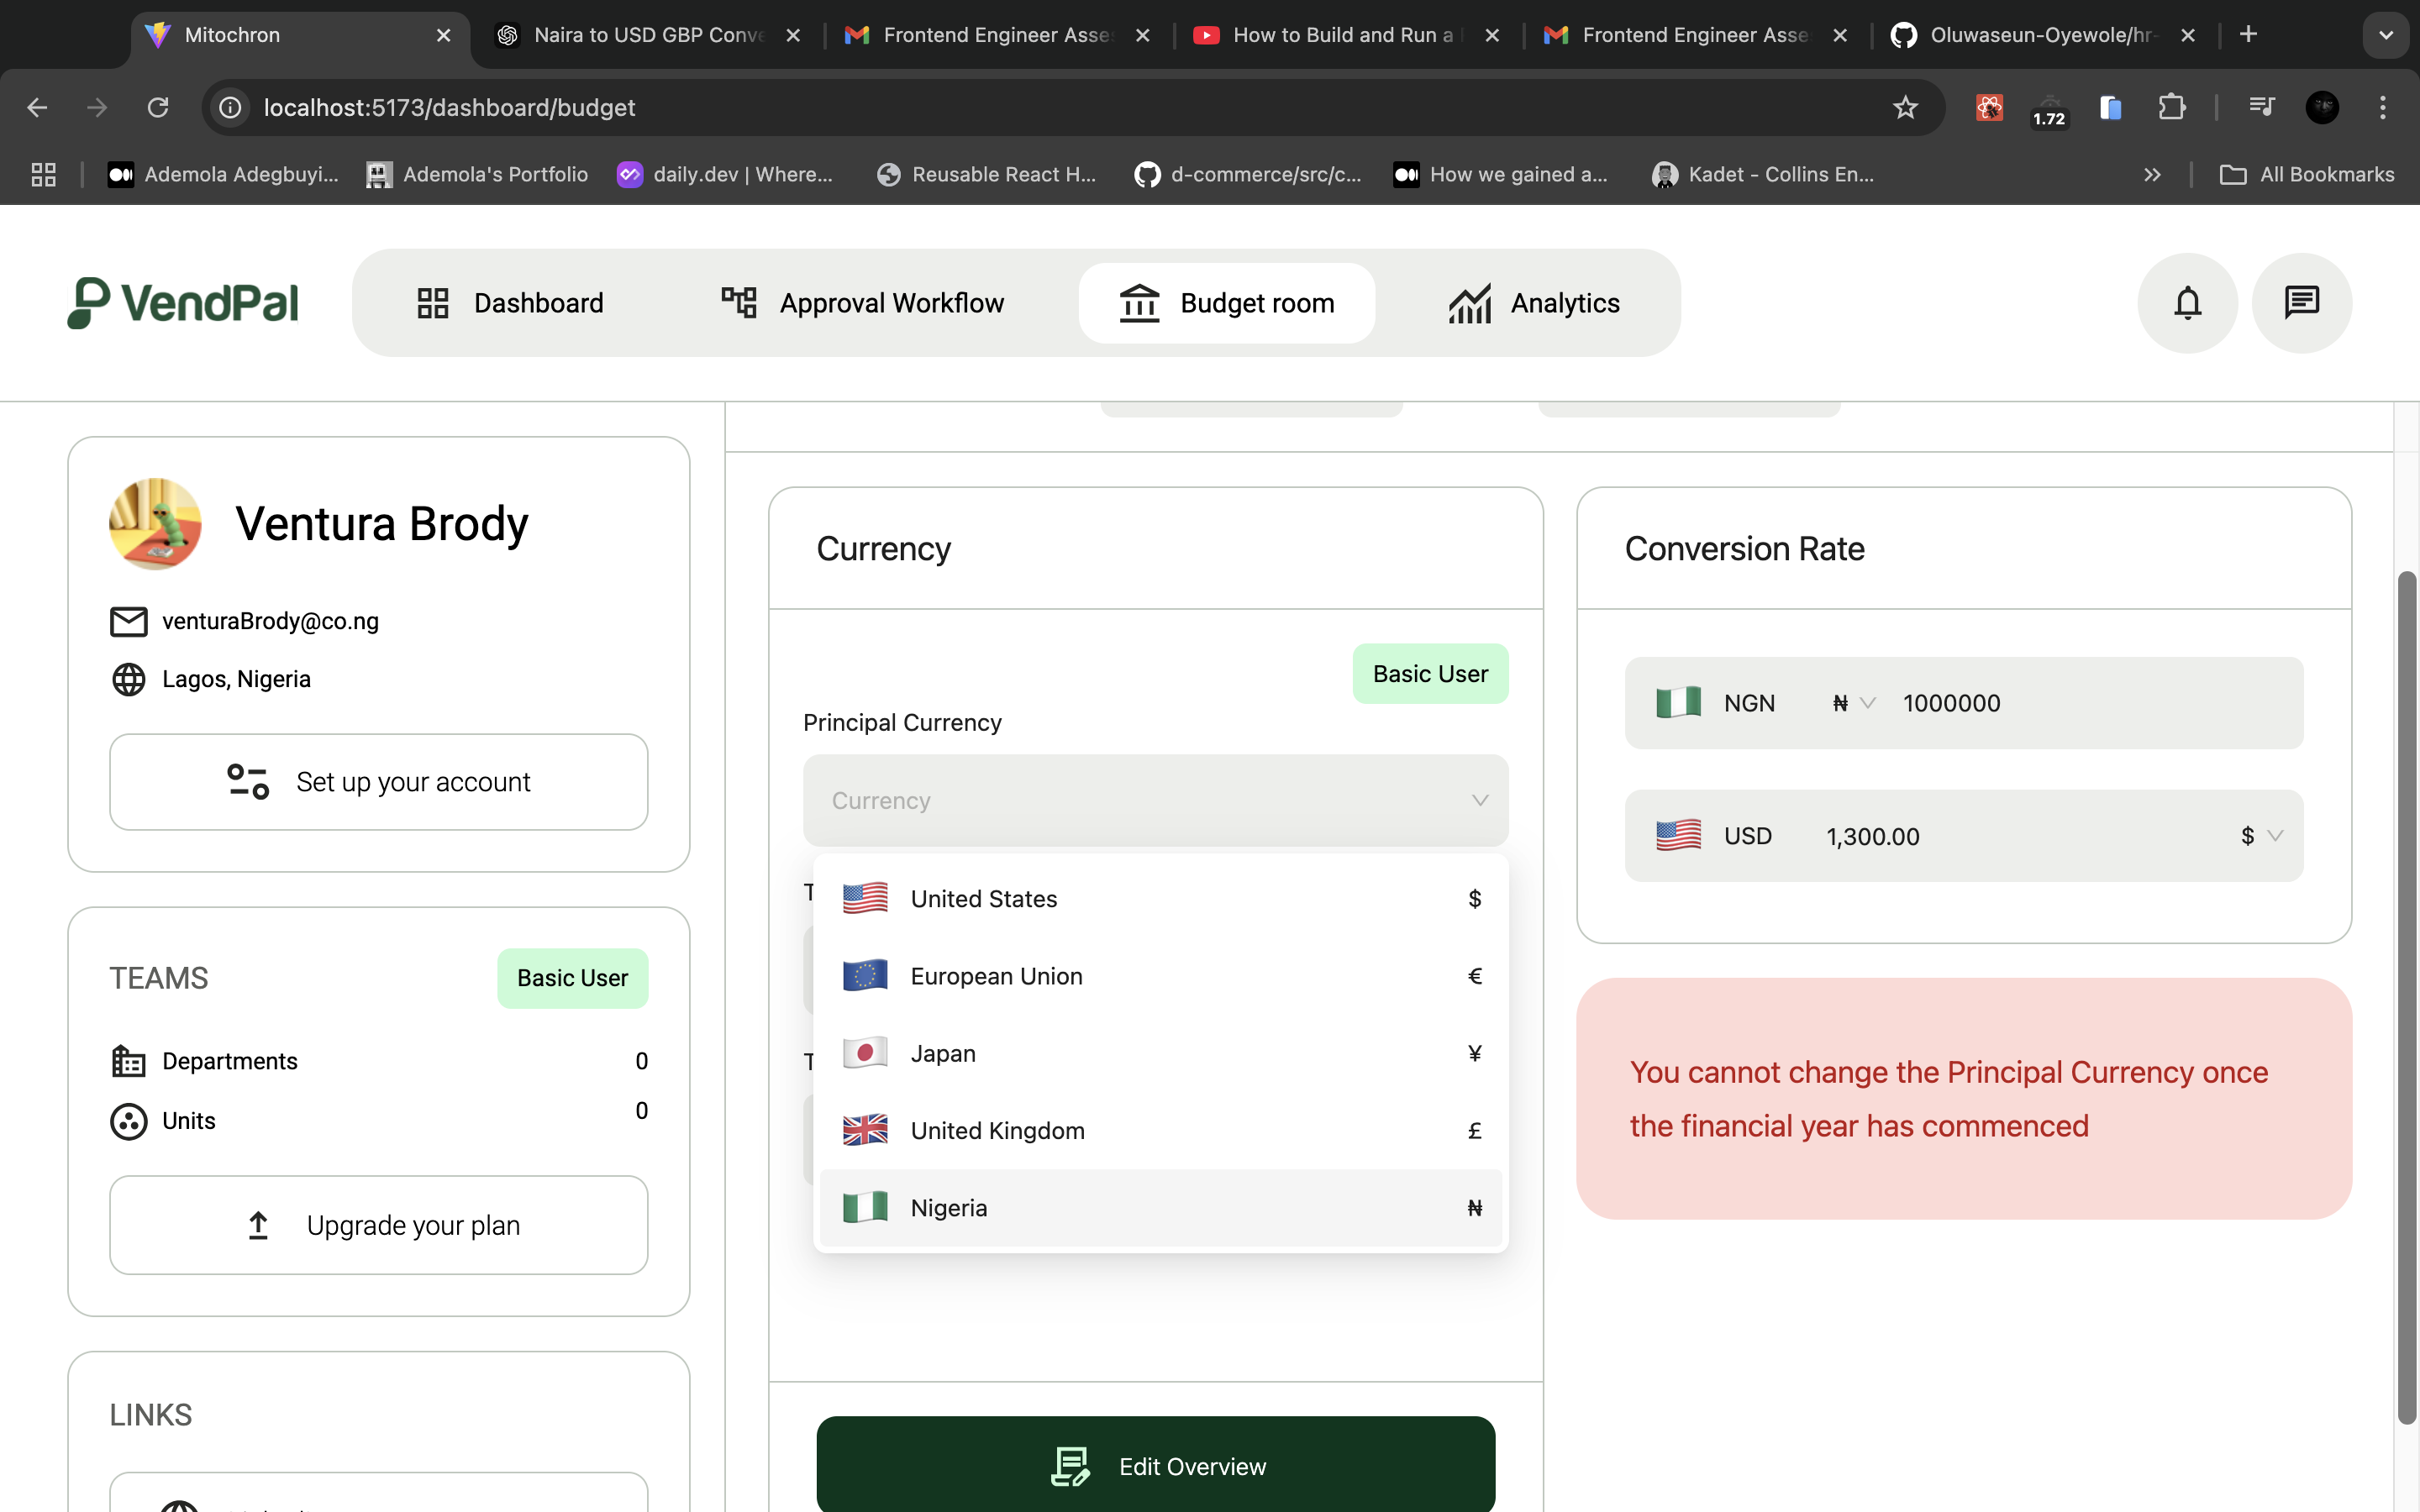 Mitochron
Naira to USD GBP Conve
Frontend Engineer Asse
How to Build and Run a
Frontend Engineer Asse
Oluwaseun-Oyewole/hr-
localhost:5173/dashboard/budget
1.72
Ademola Adegbuyi...
Ademola's Portfolio
daily.dev | Where...
Reusable React H...
d-commerce/src/c...
How we gained a...
Kadet - Collins En...
All Bookmarks
VendPal
Dashboard
Approval Workflow
Budget room
Analytics
Ventura Brody
venturaBrody@co.ng
Lagos, Nigeria
Set up your account
TEAMS
Basic User
Departments 0
Units 0
Upgrade your plan
LINKS
Currency
Basic User
Principal Currency
Currency
T
T
United States $
European Union €
Japan ¥
United Kingdom £
Nigeria ₦
Edit Overview
Conversion Rate
NGN ₦ 1000000
USD 1,300.00 $
You cannot change the Principal Currency once
the financial year has commenced